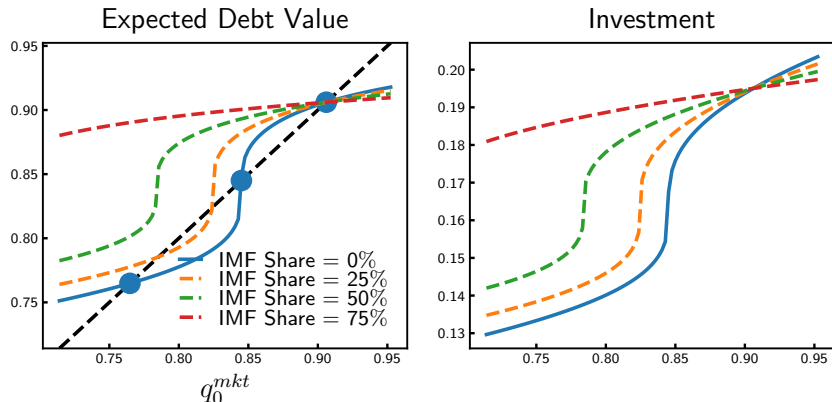 Expected Debt Value
0.95
0.90
0.85
0.80
0.75
IMF Share = 0%
IMF Share = 25%
IMF Share = 50%
IMF Share = 75%
0.75 0.80 0.85 0.90 0.95
q_0^{mkt}
Investment
0.20
0.19
0.18
0.17
0.16
0.15
0.14
0.13
0.75 0.80 0.85 0.90 0.95